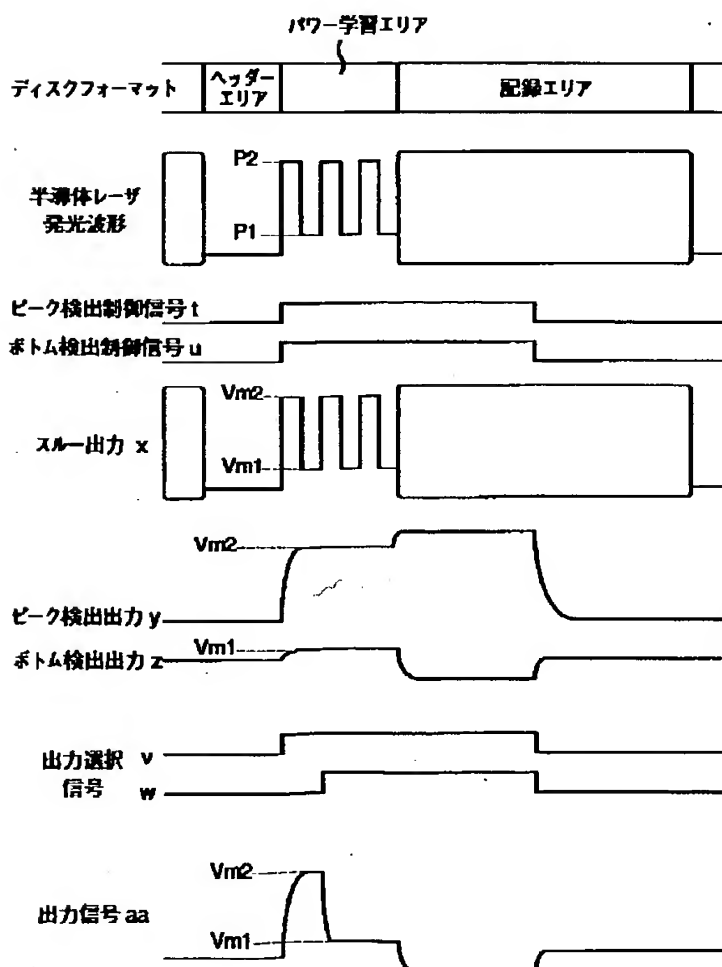 パワー学習エリア
ディスクフォーマット
ヘッダー
エリア
記録エリア
半導体レーザ
発光波形
P2
P1
ピーク検出制御信号 t
ボトム検出制御信号 u
スルー出力 x
Vm2
Vm1
Vm2
ピーク検出出力 y
Vm1
ボトム検出出力 z
出力選択
信号
v
w
出力信号 aa
Vm2
Vm1